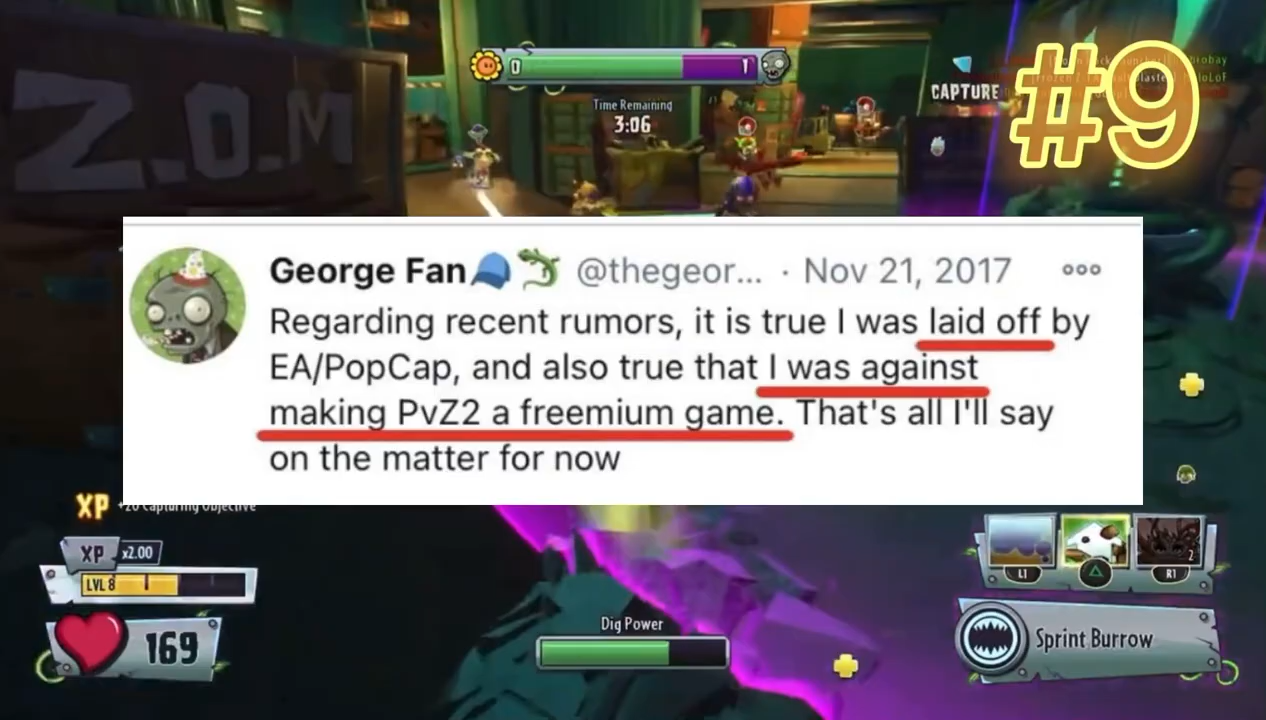 Z.O.M
0
1
Time Remaining
3:06
CAPTURE
#9
George Fan @thegeor... · Nov 21, 2017
Regarding recent rumors, it is true I was laid off by
EA/PopCap, and also true that I was against
making PvZ2 a freemium game. That's all I'll say
on the matter for now
XP +20 Capturing Objective
XP x2.00
LVL 8
169
Dig Power
L1
R1
2
Sprint Burrow